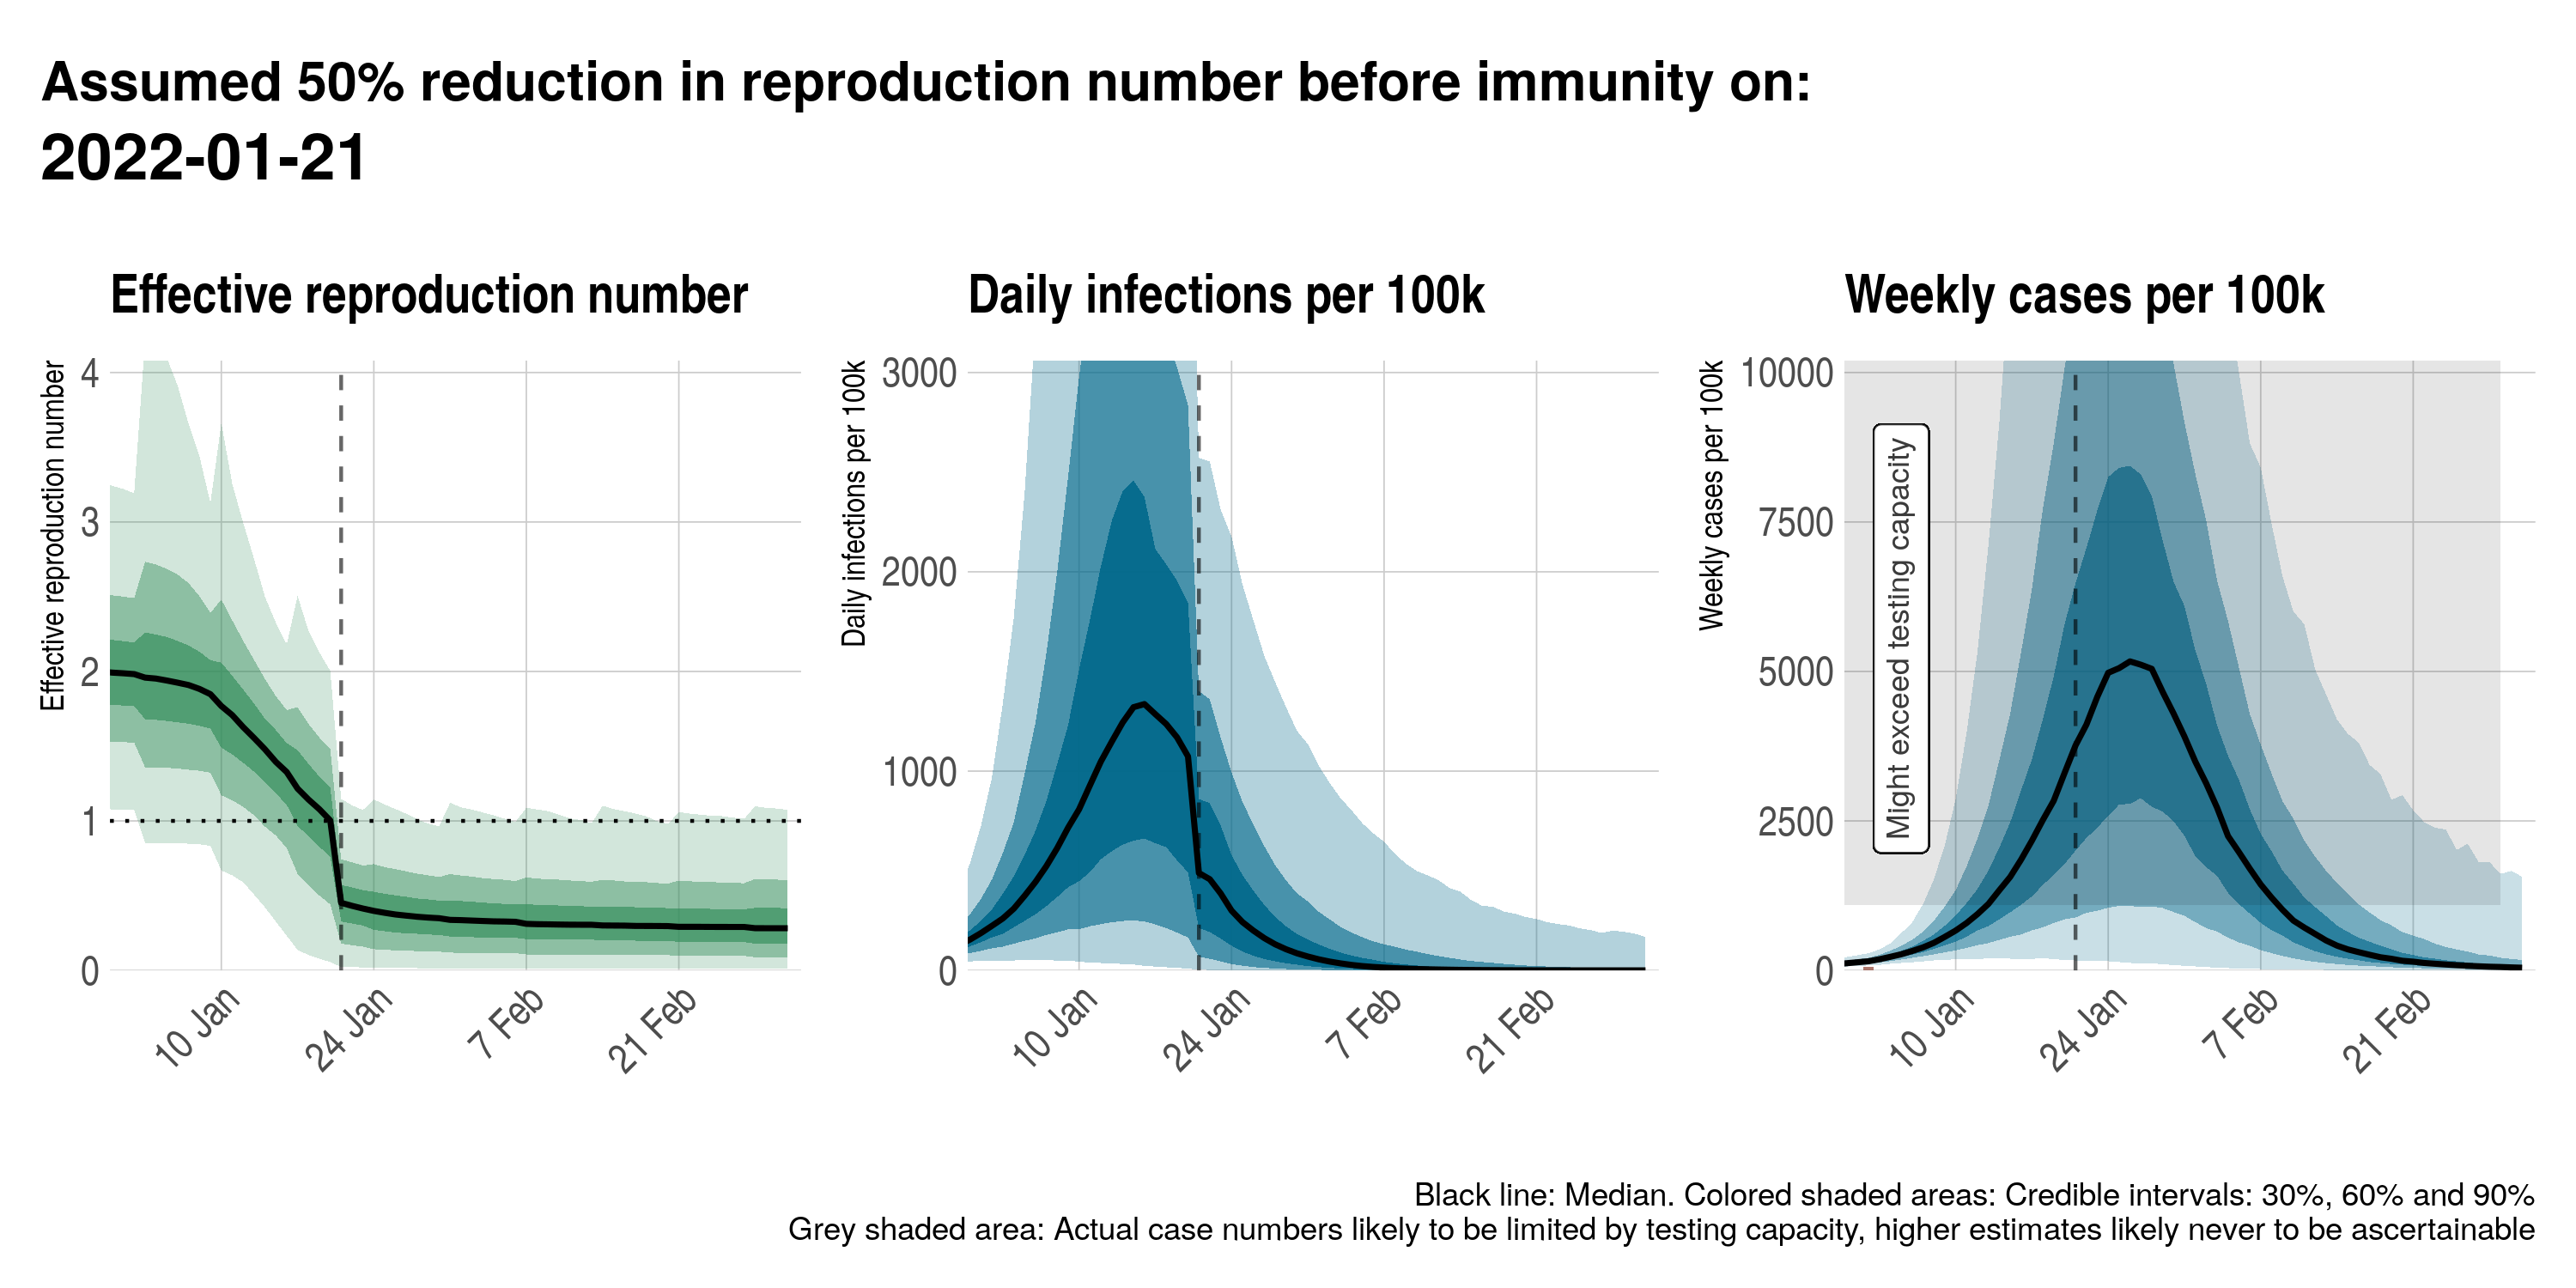 Assumed 50% reduction in reproduction number before immunity on:
2022-01-21
Effective reproduction number
Effective reproduction number
4
3
2
1
0
10 Jan
24 Jan
7 Feb
21 Feb
Daily infections per 100k
Daily infections per 100k
3000
2000
1000
0
10 Jan
24 Jan
7 Feb
21 Feb
Weekly cases per 100k
Weekly cases per 100k
10000
7500
5000
2500
0
Might exceed testing capacity
10 Jan
24 Jan
7 Feb
21 Feb
Black line: Median. Colored shaded areas: Credible intervals: 30%, 60% and 90%
Grey shaded area: Actual case numbers likely to be limited by testing capacity, higher estimates likely never to be ascertainable